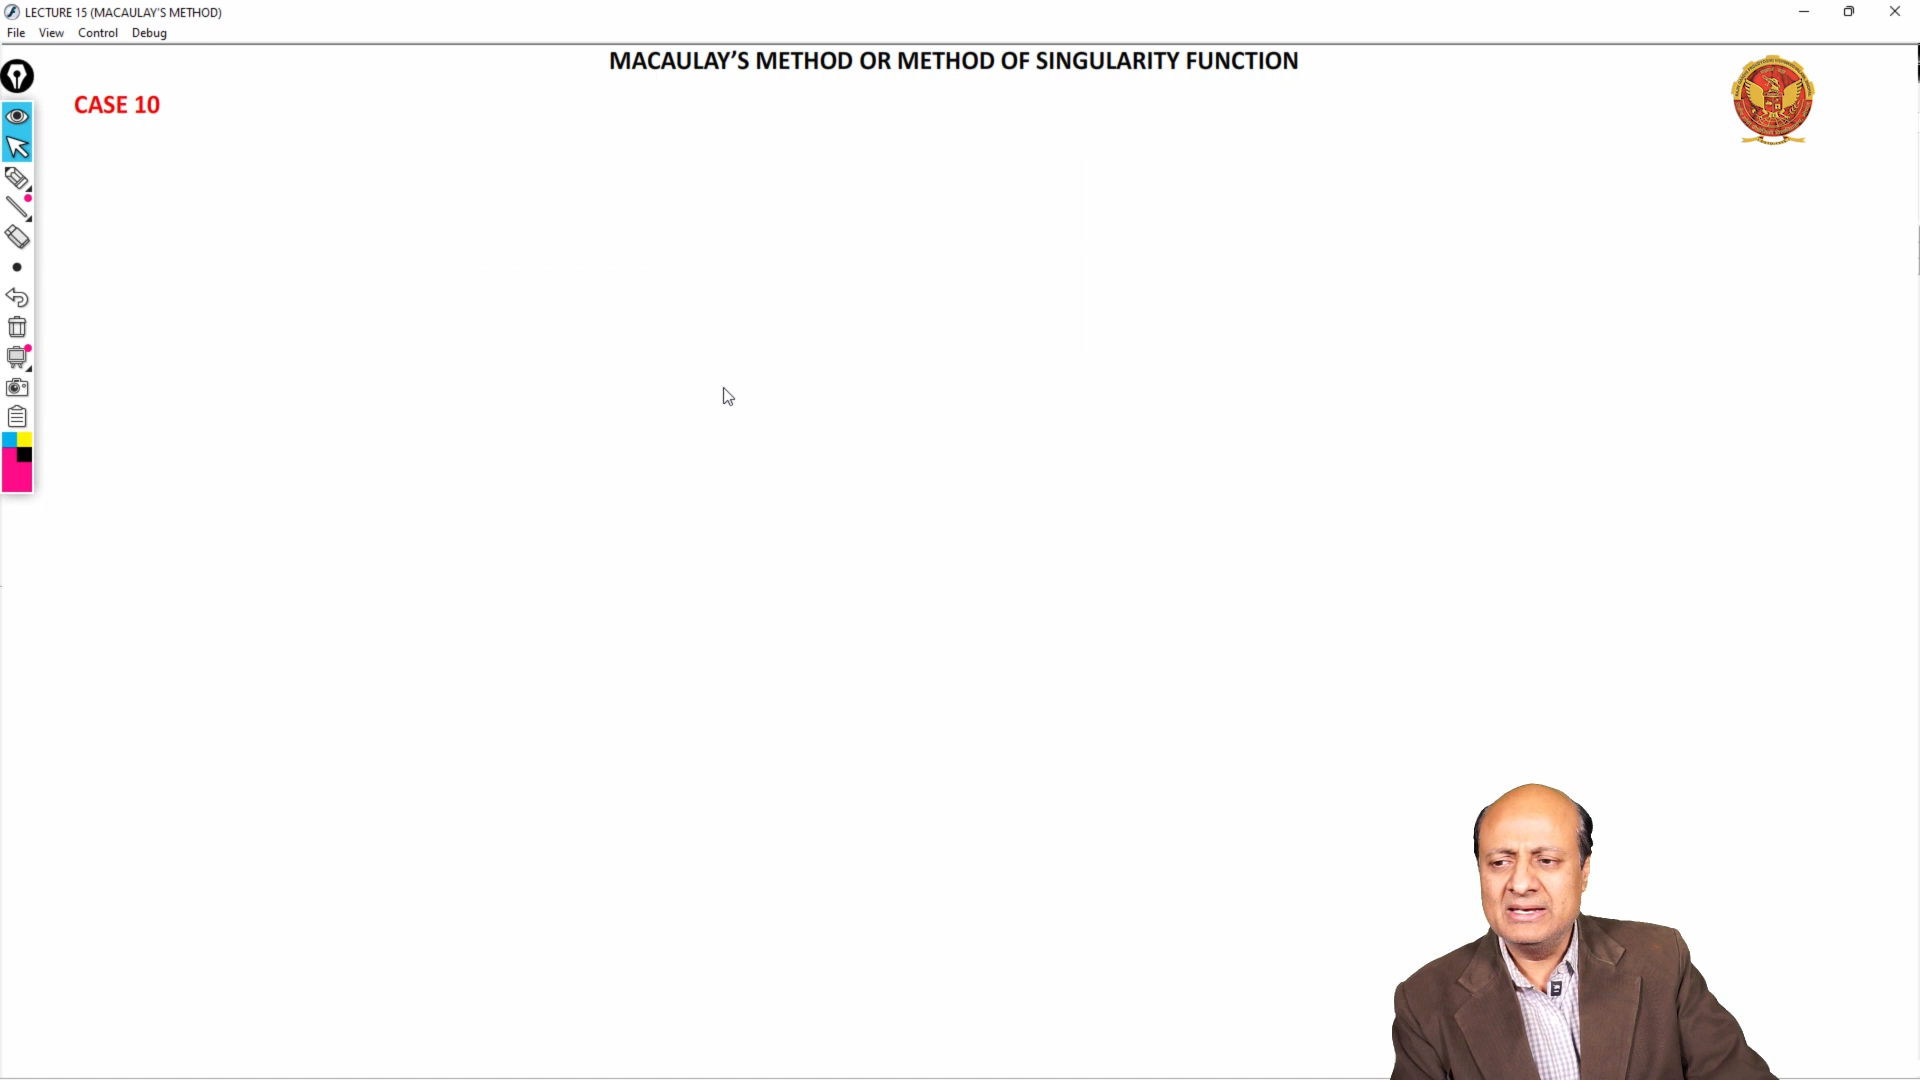 LECTURE 15 (MACAULAY'S METHOD)
File View Control Debug
MACAULAY’S METHOD OR METHOD OF SINGULARITY FUNCTION
CASE 10